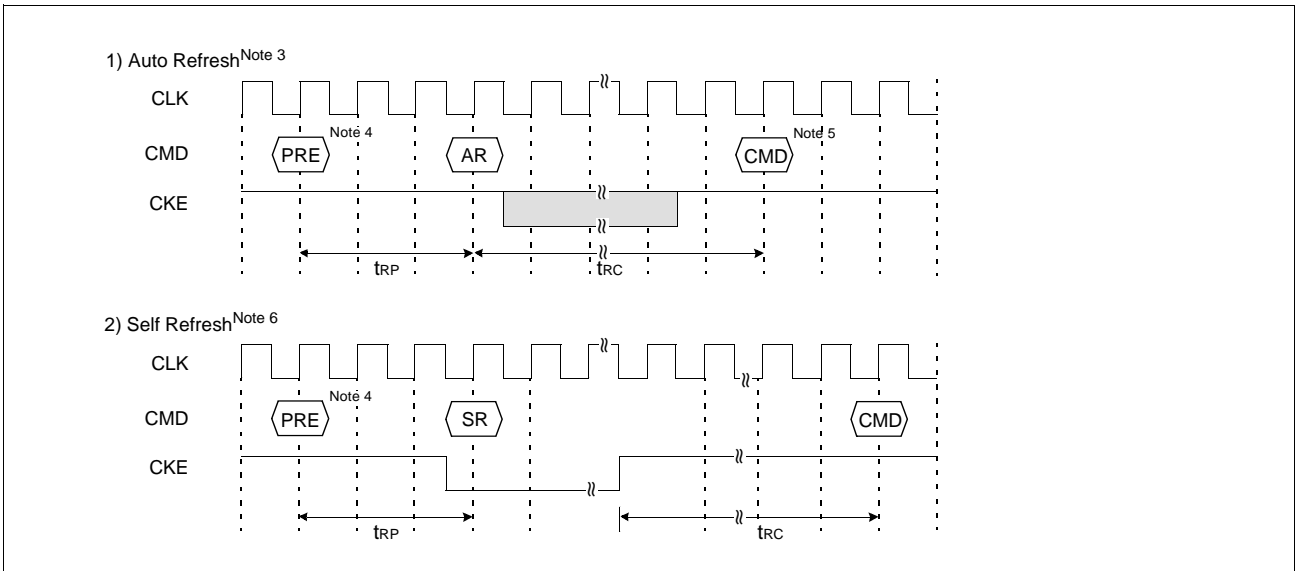 1) Auto Refresh Note 3
CLK
CMD
PRE Note 4
AR
CMD Note 5
CKE
tRP
tRC
2) Self Refresh Note 6
CLK
CMD
PRE Note 4
SR
CMD
CKE
tRP
tRC